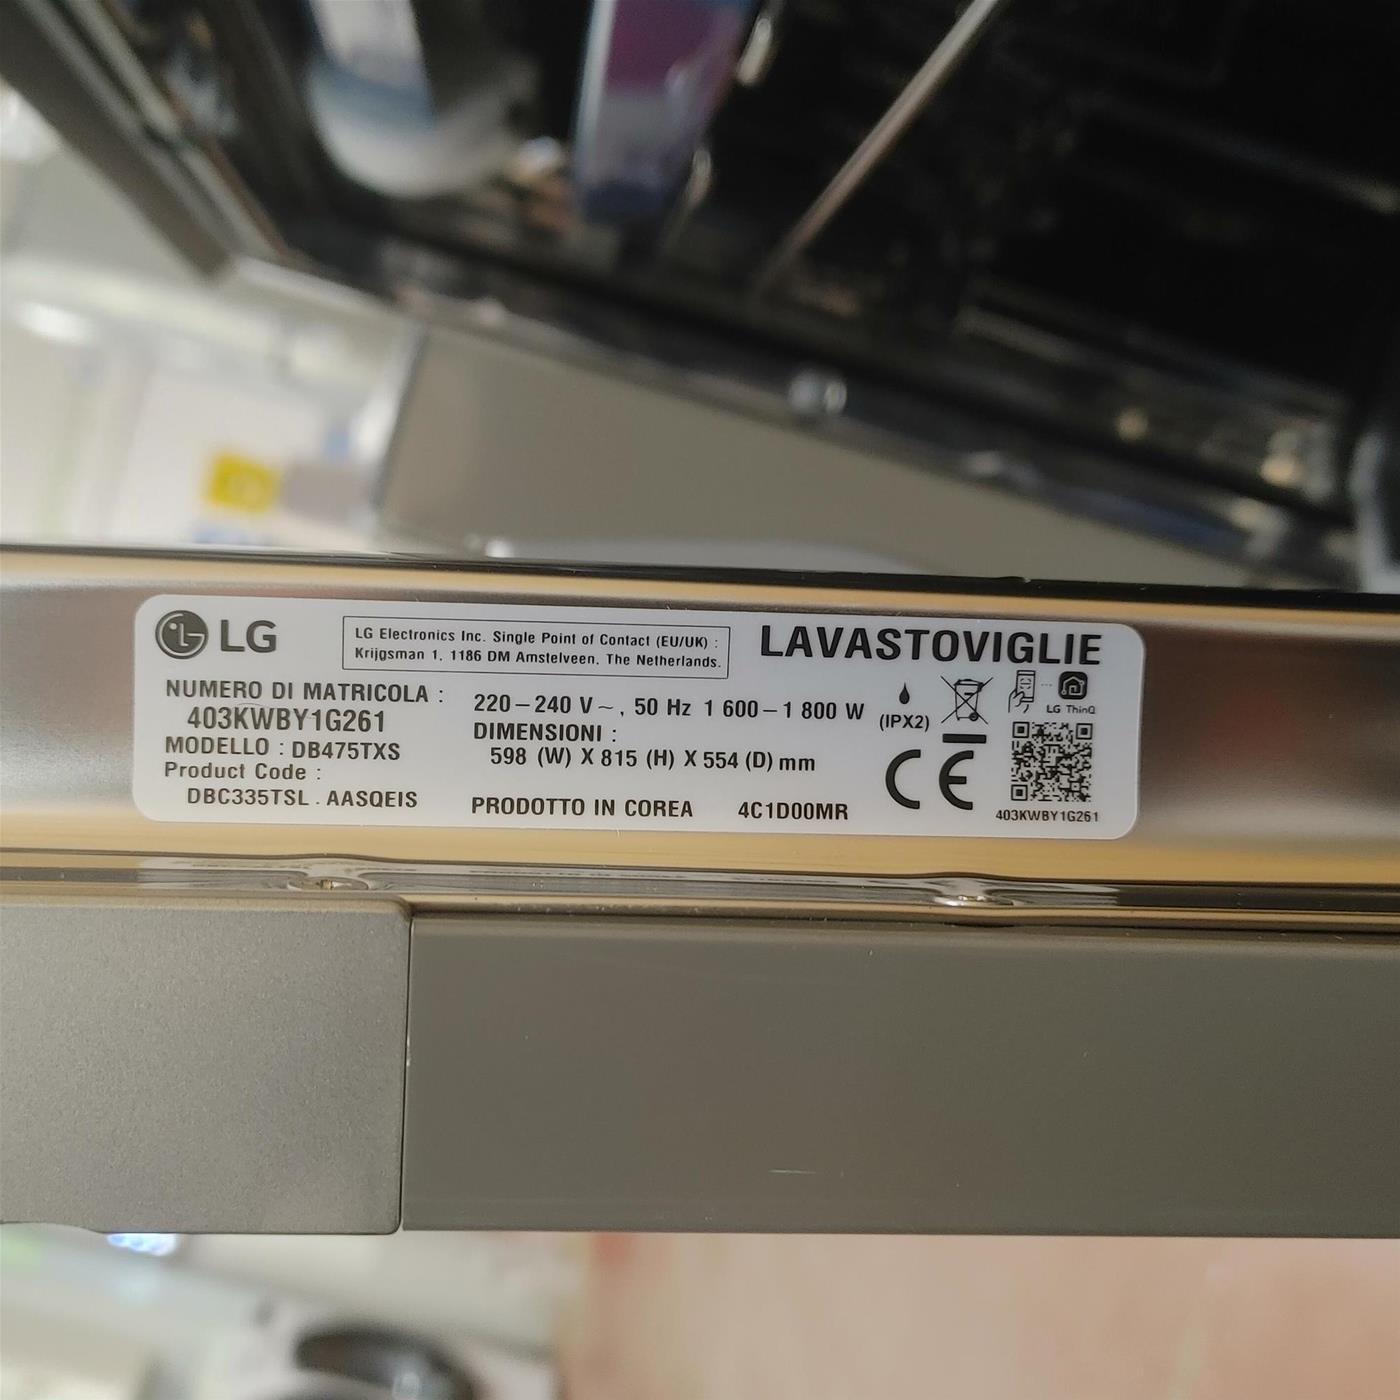 LG
LG Electronics Inc. Single Point of Contact (EU/UK) :
Krijgsman 1, 1186 DM Amstelveen, The Netherlands.
LAVASTOVIGLIE
NUMERO DI MATRICOLA :
403KWBY1G261
MODELLO : DB475TXS
Product Code :
DBC335TSL . AASQEIS
220-240 V ~ , 50 Hz 1 600-1 800 W
DIMENSIONI :
598 (W) X 815 (H) X 554 (D) mm
PRODOTTO IN COREA 4C1D00MR
(IPX2)
CE
LG ThinQ
403KWBY1G261